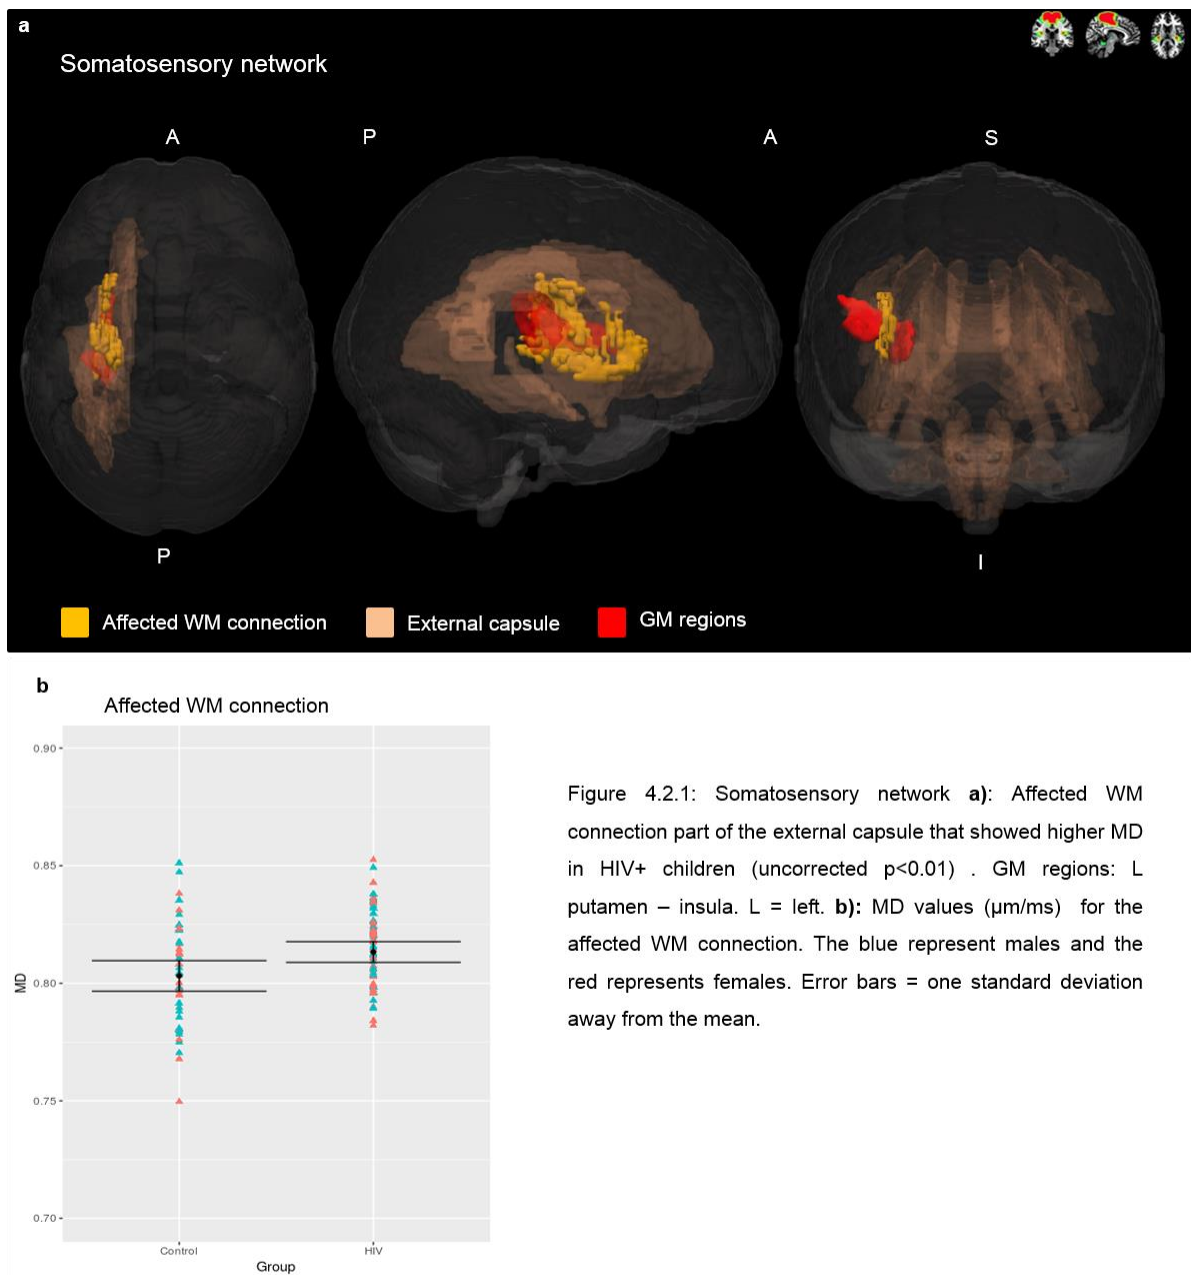 a
Somatosensory network
A
P
A
S
P
I
Affected WM connection
External capsule
GM regions
b
Affected WM connection
0.90
0.85
0.80
0.75
0.70
MD
Control
HIV
Group
Figure 4.2.1: Somatosensory network a): Affected WM
connection part of the external capsule that showed higher MD
in HIV+ children (uncorrected p<0.01) . GM regions: L
putamen – insula. L = left. b): MD values (μm/ms) for the
affected WM connection. The blue represent males and the
red represents females. Error bars = one standard deviation
away from the mean.